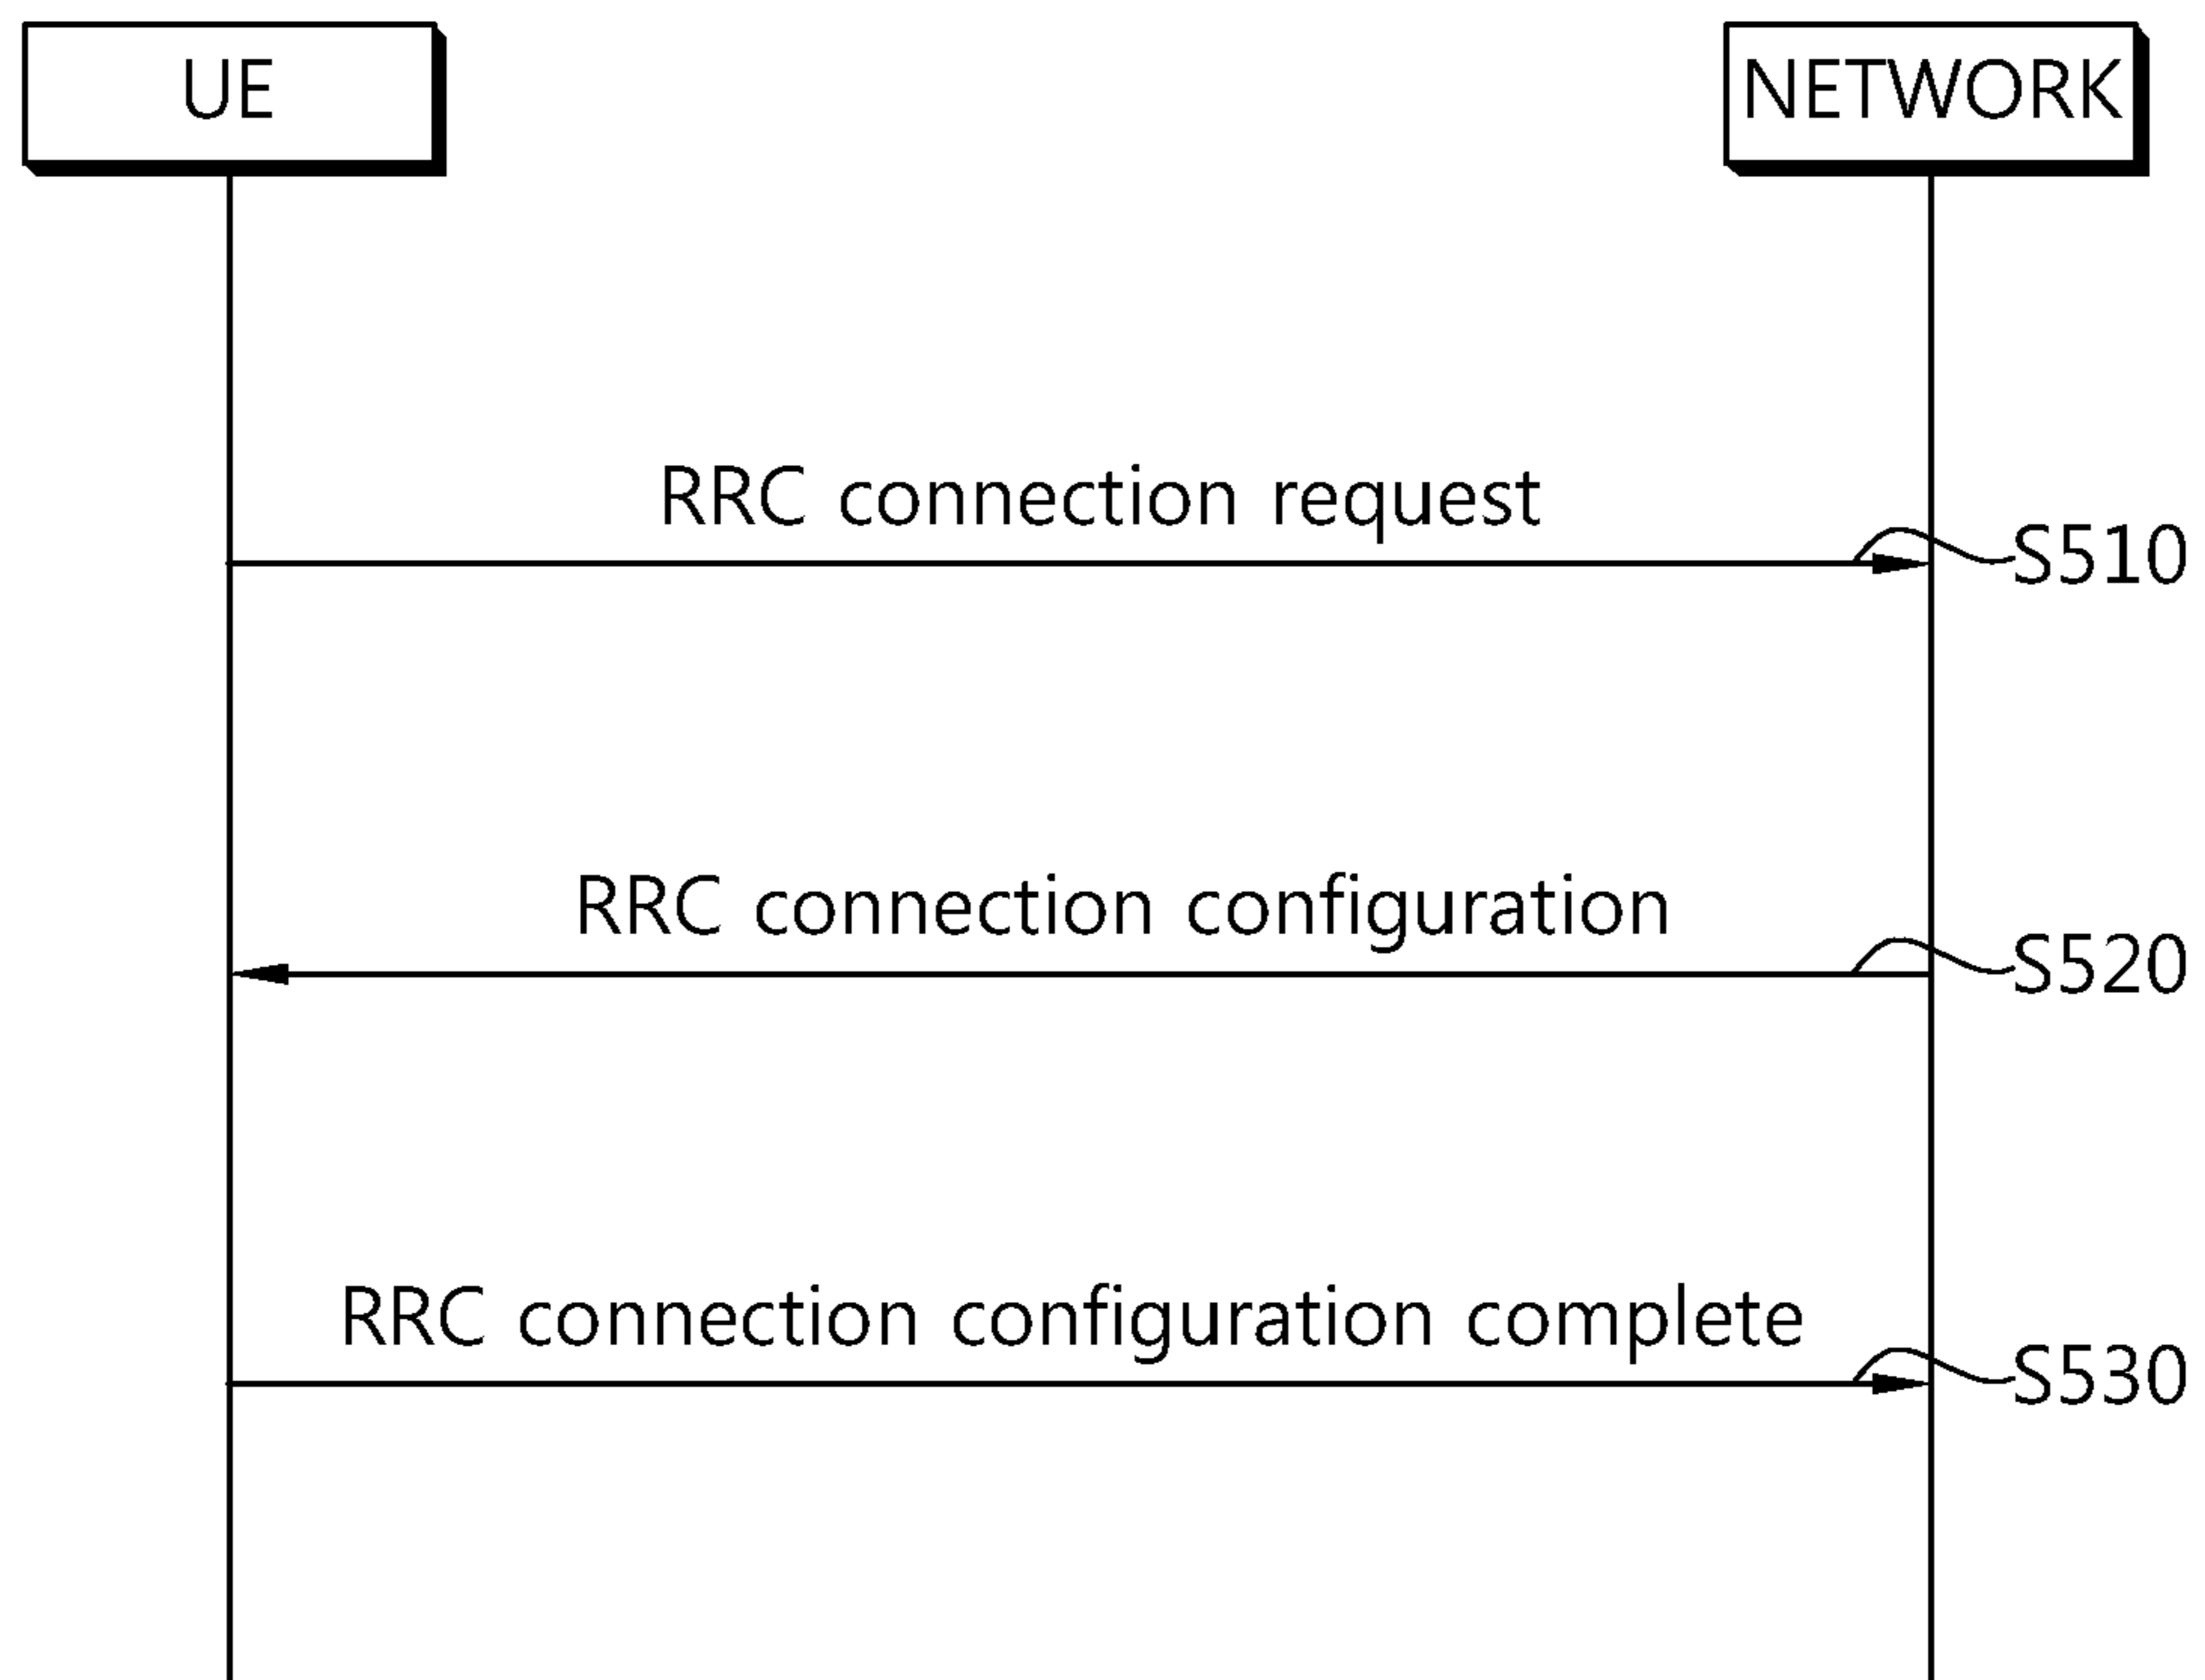 UE
NETWORK
RRC connection request
S510
RRC connection configuration
S520
RRC connection configuration complete
S530